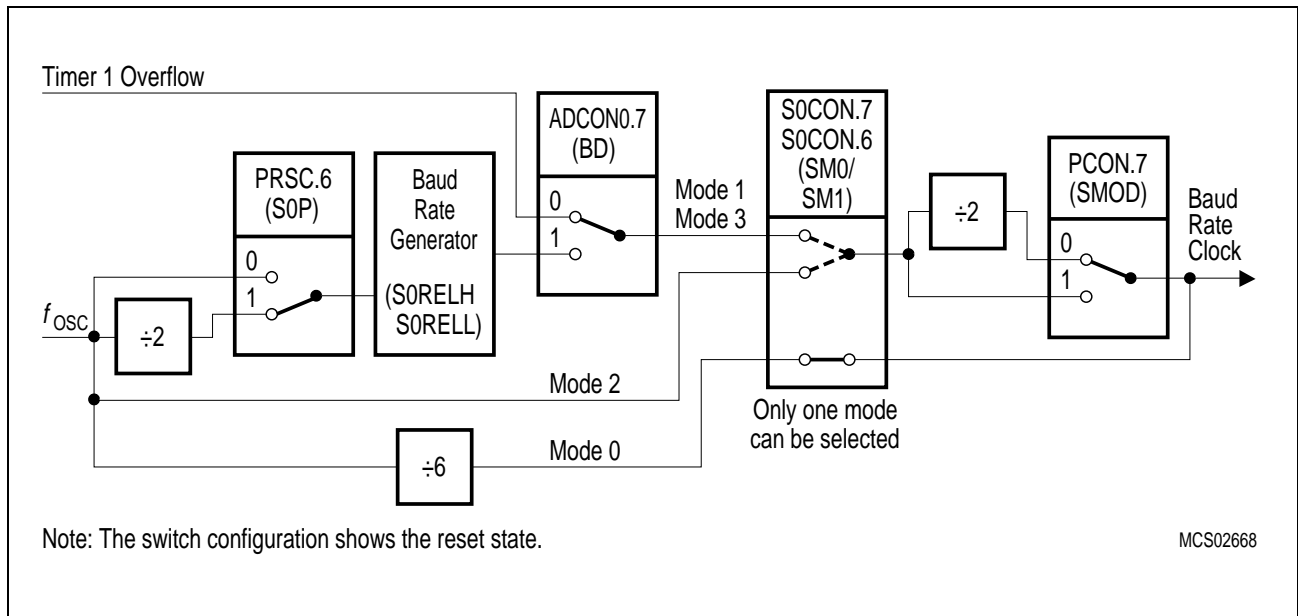 Timer 1 Overflow
ADCON0.7
(BD)
0
1
S0CON.7
S0CON.6
(SM0/
SM1)
PRSC.6
(S0P)
0
1
Baud
Rate
Generator
(S0RELH
S0RELL)
Mode 1
Mode 3
÷2
PCON.7
(SMOD)
0
1
Baud
Rate
Clock
fOSC
÷2
Mode 2
Only one mode
can be selected
÷6
Mode 0
Note: The switch configuration shows the reset state.
MCS02668